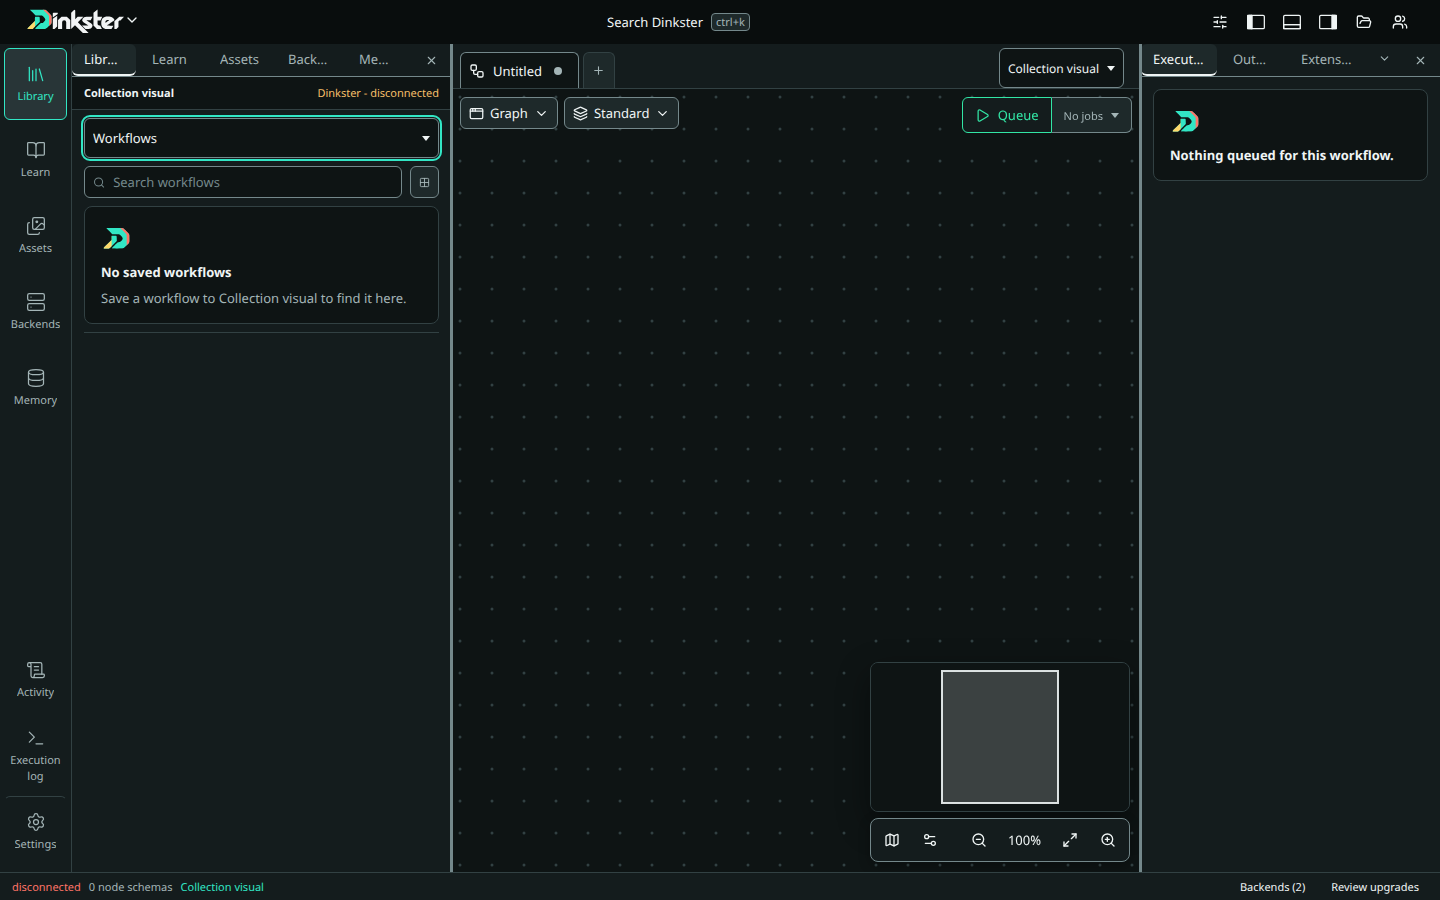 Dinkster
Search Dinkster ctrl+k
Library
Learn
Assets
Backends
Memory
Activity
Execution
log
Settings
Libr... Learn Assets Back... Me...
Collection visual Dinkster - disconnected
Workflows
Search workflows
No saved workflows
Save a workflow to Collection visual to find it here.
Untitled
Collection visual
Graph Standard Queue No jobs
100%
Execut... Out... Extens...
Nothing queued for this workflow.
disconnected 0 node schemas Collection visual Backends (2) Review upgrades